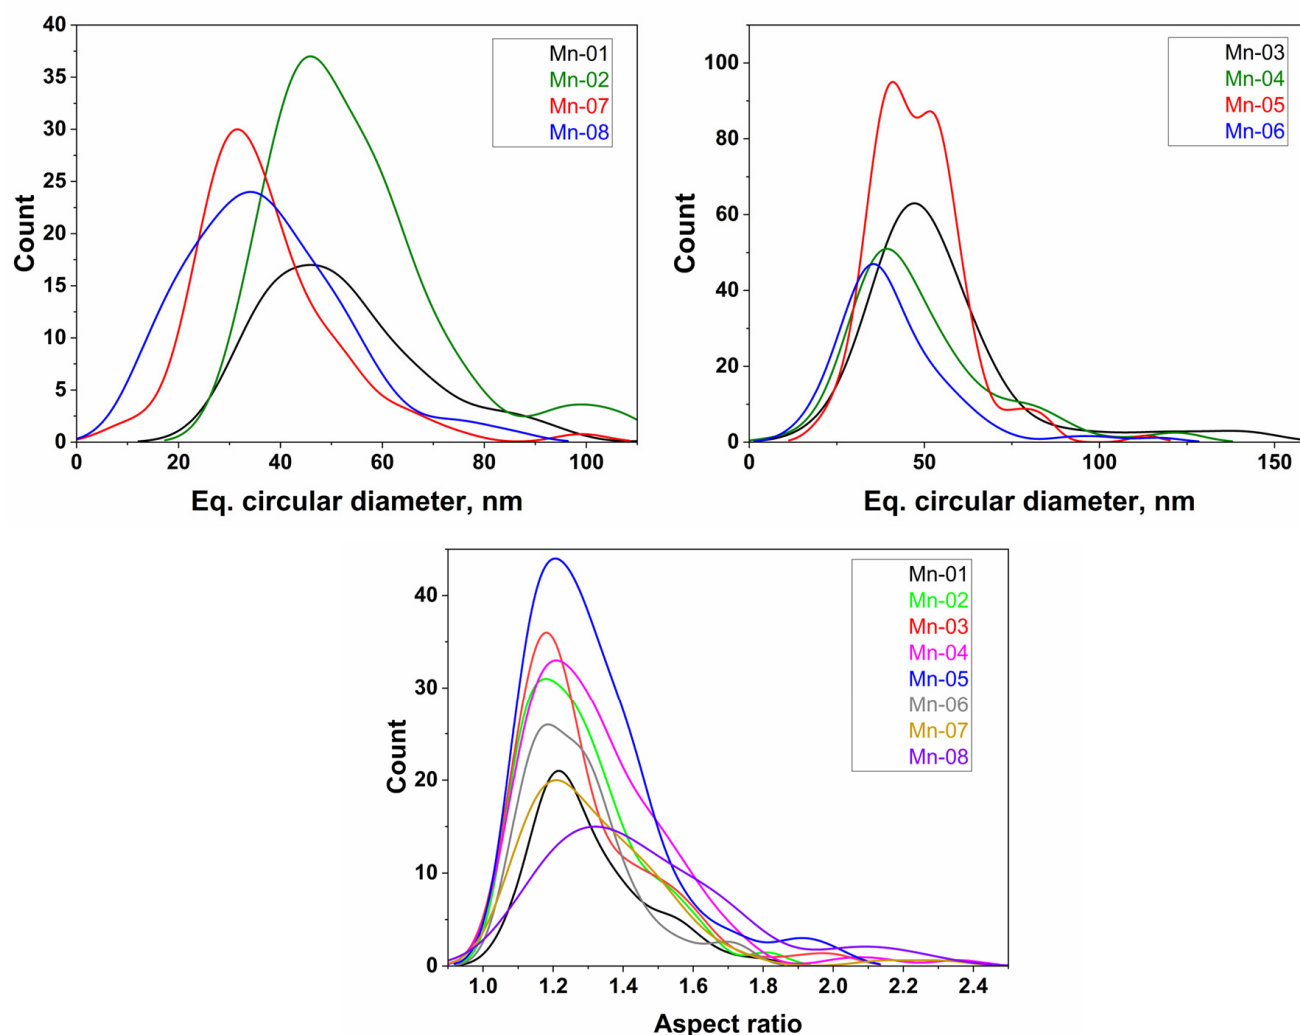 40
35
30
25
20
15
10
5
0
0
20
40
60
80
100
Count
Eq. circular diameter, nm
Mn-01
Mn-02
Mn-07
Mn-08
100
80
60
40
20
0
0
50
100
150
Count
Eq. circular diameter, nm
Mn-03
Mn-04
Mn-05
Mn-06
40
30
20
10
0
1.0
1.2
1.4
1.6
1.8
2.0
2.2
2.4
Count
Aspect ratio
Mn-01
Mn-02
Mn-03
Mn-04
Mn-05
Mn-06
Mn-07
Mn-08